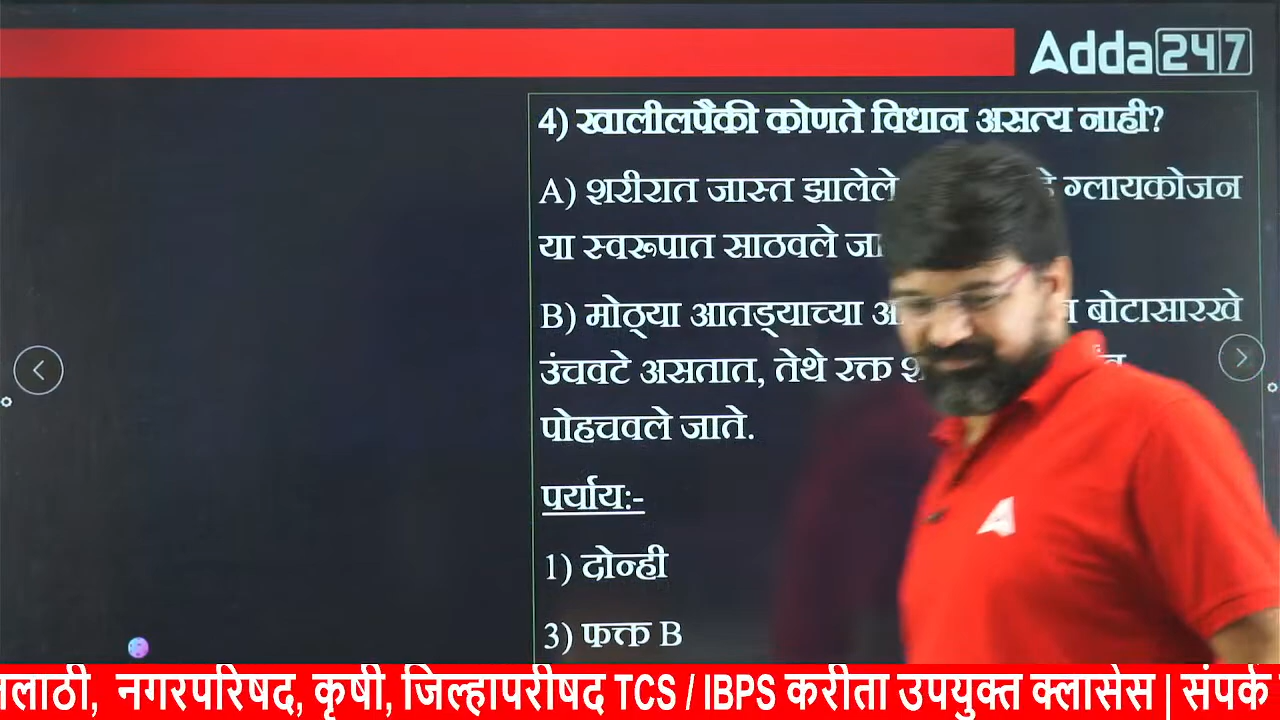 Adda247
4) खालीलपैकी कोणते विधान असत्य नाही?
A) शरीरात जास्त झालेले ग्लायकोजन
या स्वरूपात साठवले
B) मोठ्या आतड्याच्या बोटासारखे
उंचवटे असतात, तेथे रक्त
पोहचवले जाते.
पर्याय:-
1) दोन्ही
3) फक्त B
नगरपरिषद, कृषी, जिल्हापरीषद TCS / IBPS करीता उपयुक्त क्लासेस | संपर्क